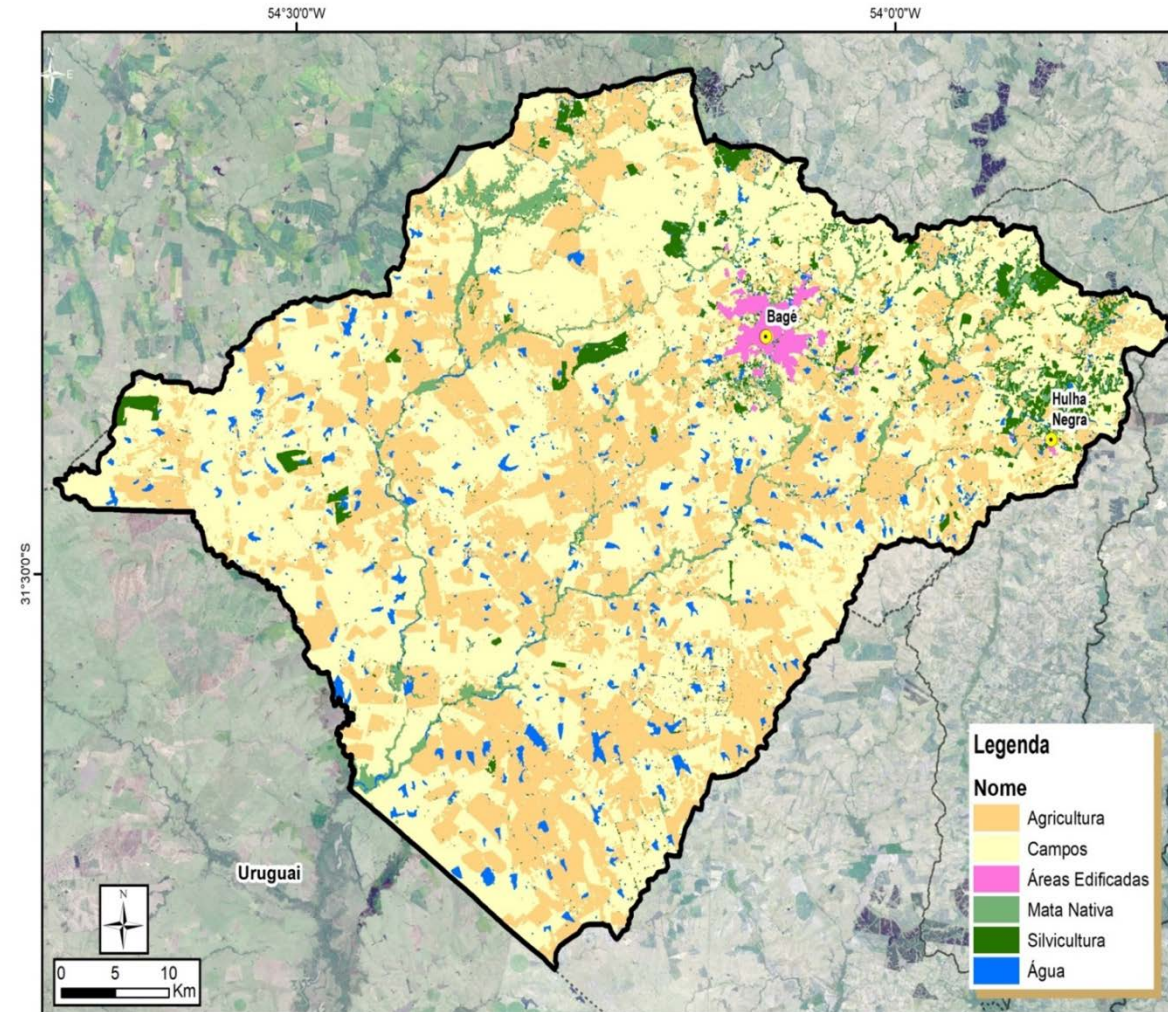 54°30'0"W
54°0'0"W
N
E
S
Bagé
Hulha
Negra
31°30'0"S
Uruguai
N
0 5 10
Km
Legenda
Nome
Agricultura
Campos
Áreas Edificadas
Mata Nativa
Silvicultura
Água